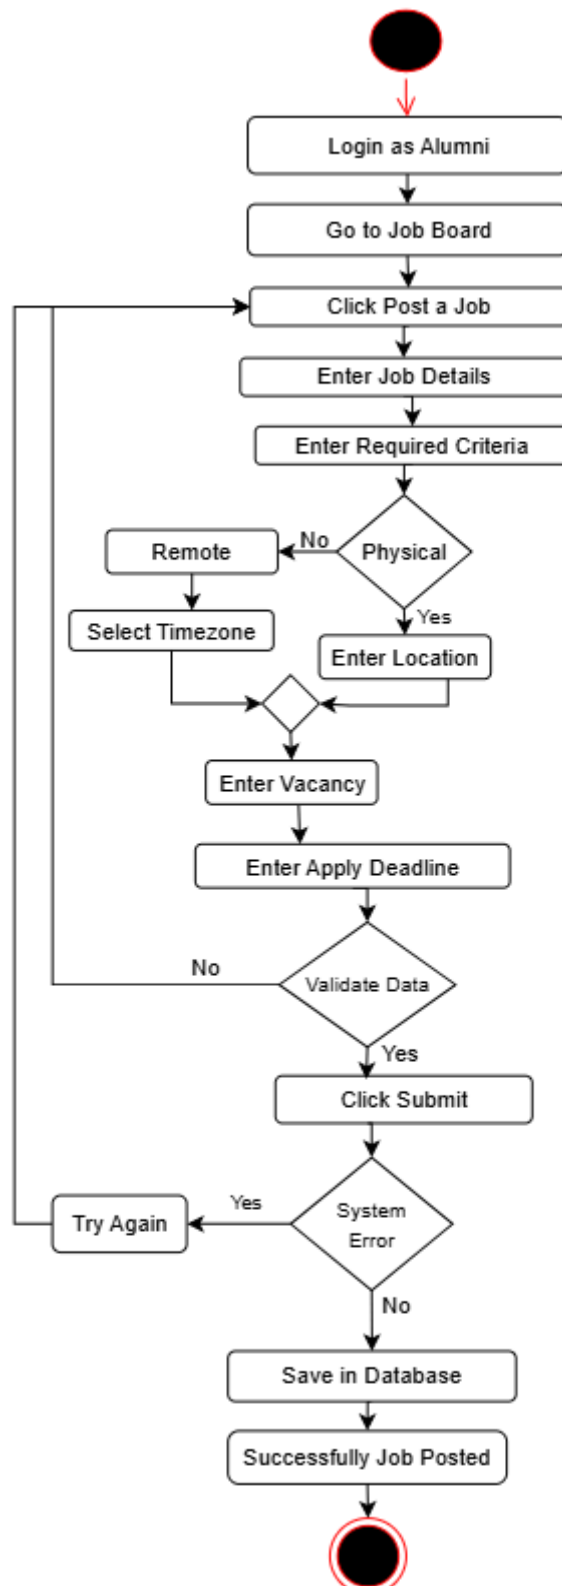 Login as Alumni
Go to Job Board
Click Post a Job
Enter Job Details
Enter Required Criteria
No
Physical
Remote
Yes
Select Timezone
Enter Location
Enter Vacancy
Enter Apply Deadline
No
Validate Data
Yes
Click Submit
Yes
System
Error
Try Again
No
Save in Database
Successfully Job Posted